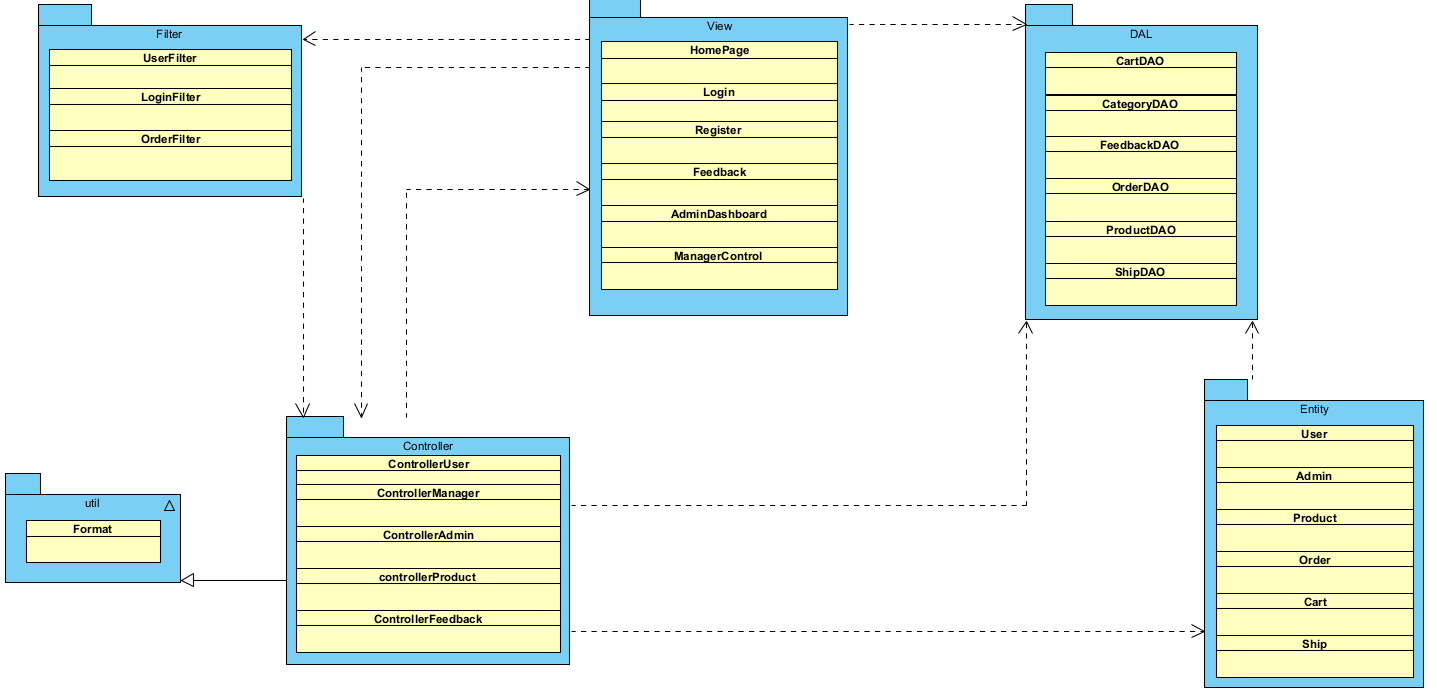 Filter
UserFilter
LoginFilter
OrderFilter
View
HomePage
Login
Register
Feedback
AdminDashboard
ManagerControl
DAL
CartDAO
CategoryDAO
FeedbackDAO
OrderDAO
ProductDAO
ShipDAO
util
Format
Controller
ControllerUser
ControllerManager
ControllerAdmin
controllerProduct
ControllerFeedback
Entity
User
Admin
Product
Order
Cart
Ship